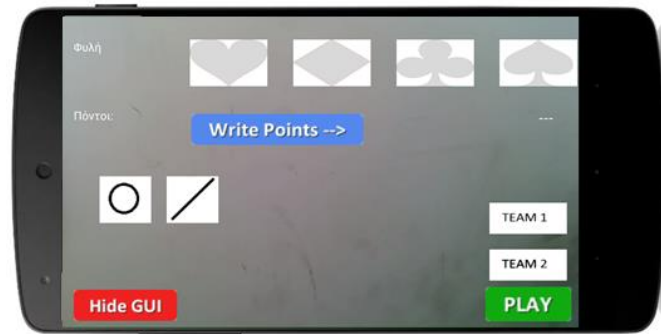 Φυλή
Πόντοι:
Write Points -->
---
TEAM 1
TEAM 2
Hide GUI
PLAY